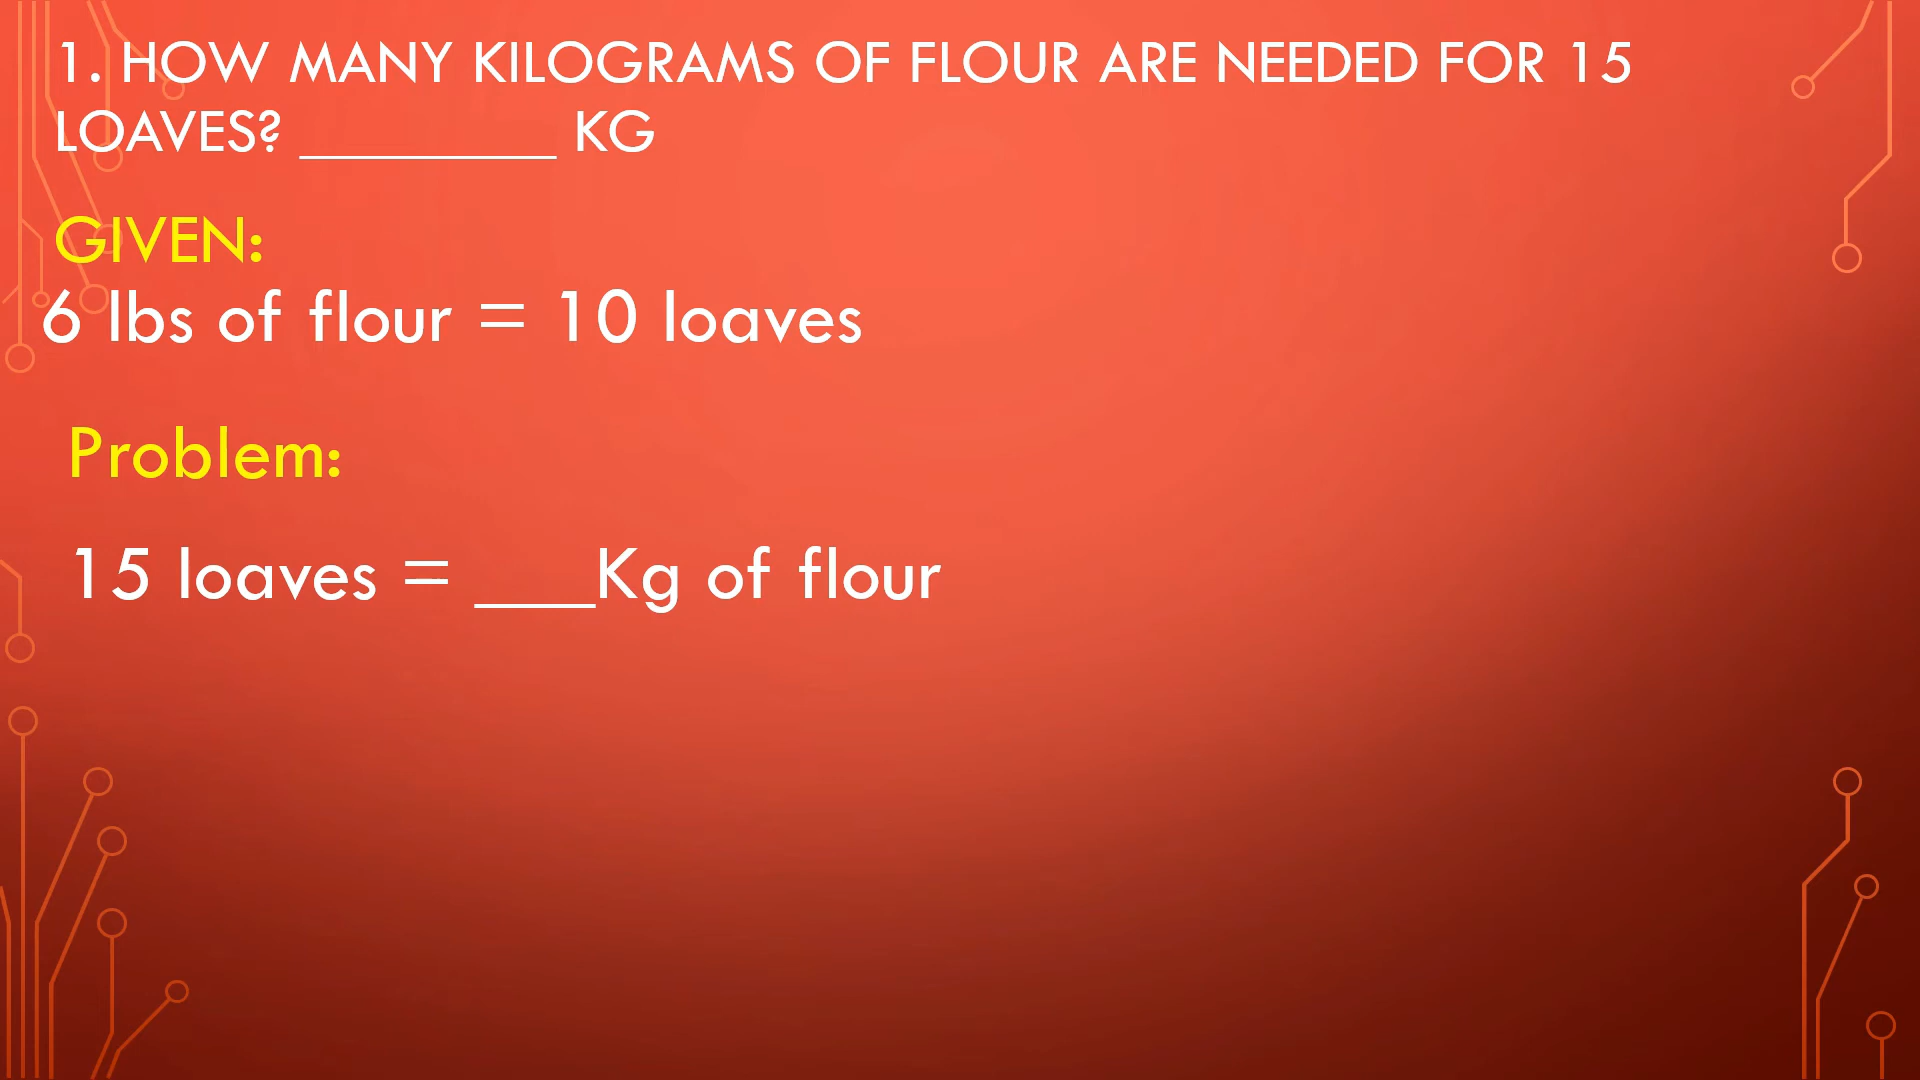 1. HOW MANY KILOGRAMS OF FLOUR ARE NEEDED FOR 15
LOAVES? _________ KG
GIVEN:
6 lbs of flour = 10 loaves
Problem:
15 loaves = ___Kg of flour